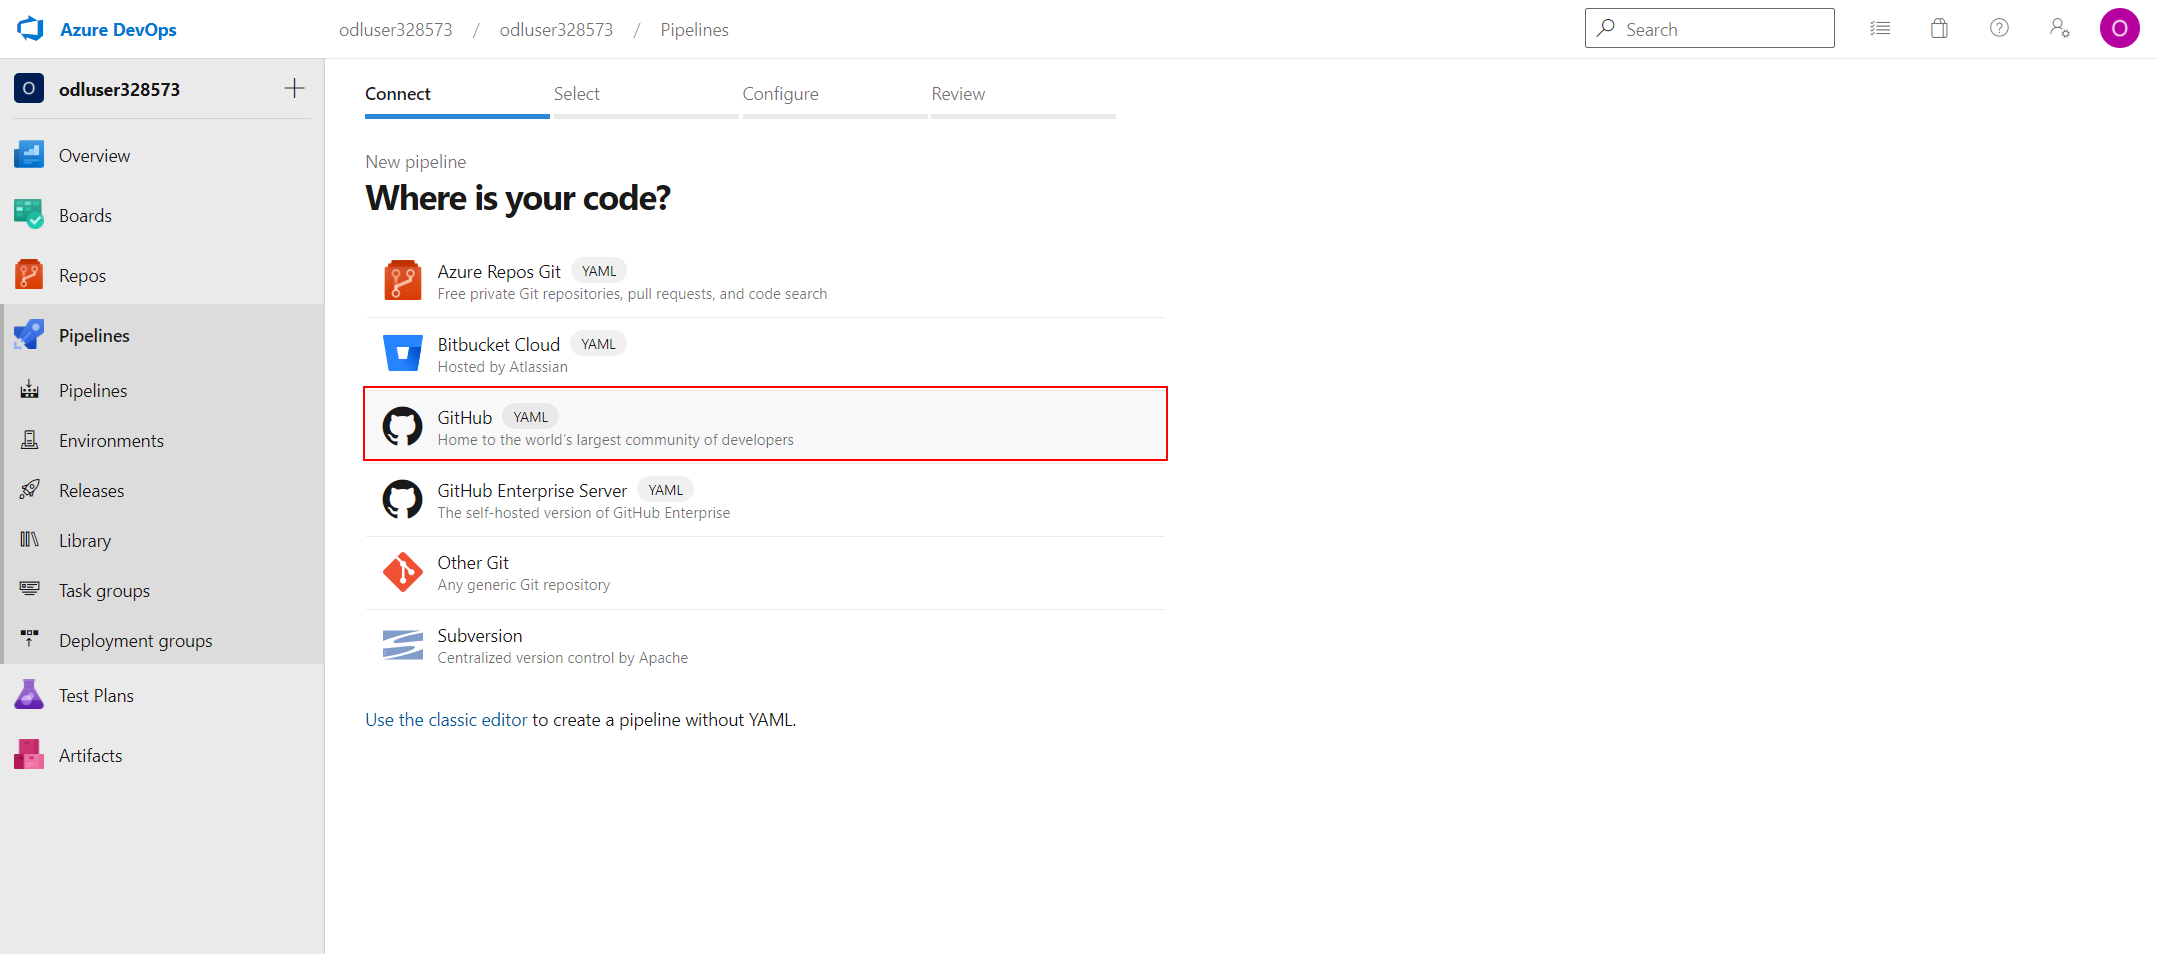 Azure DevOps
odluser328573 / odluser328573 / Pipelines
Search
O
O odluser328573
Overview
Boards
Repos
Pipelines
Pipelines
Environments
Releases
Library
Task groups
Deployment groups
Test Plans
Artifacts
Connect Select Configure Review
New pipeline
Where is your code?
Azure Repos Git YAML
Free private Git repositories, pull requests, and code search
Bitbucket Cloud YAML
Hosted by Atlassian
GitHub YAML
Home to the world's largest community of developers
GitHub Enterprise Server YAML
The self-hosted version of GitHub Enterprise
Other Git
Any generic Git repository
Subversion
Centralized version control by Apache
Use the classic editor to create a pipeline without YAML.